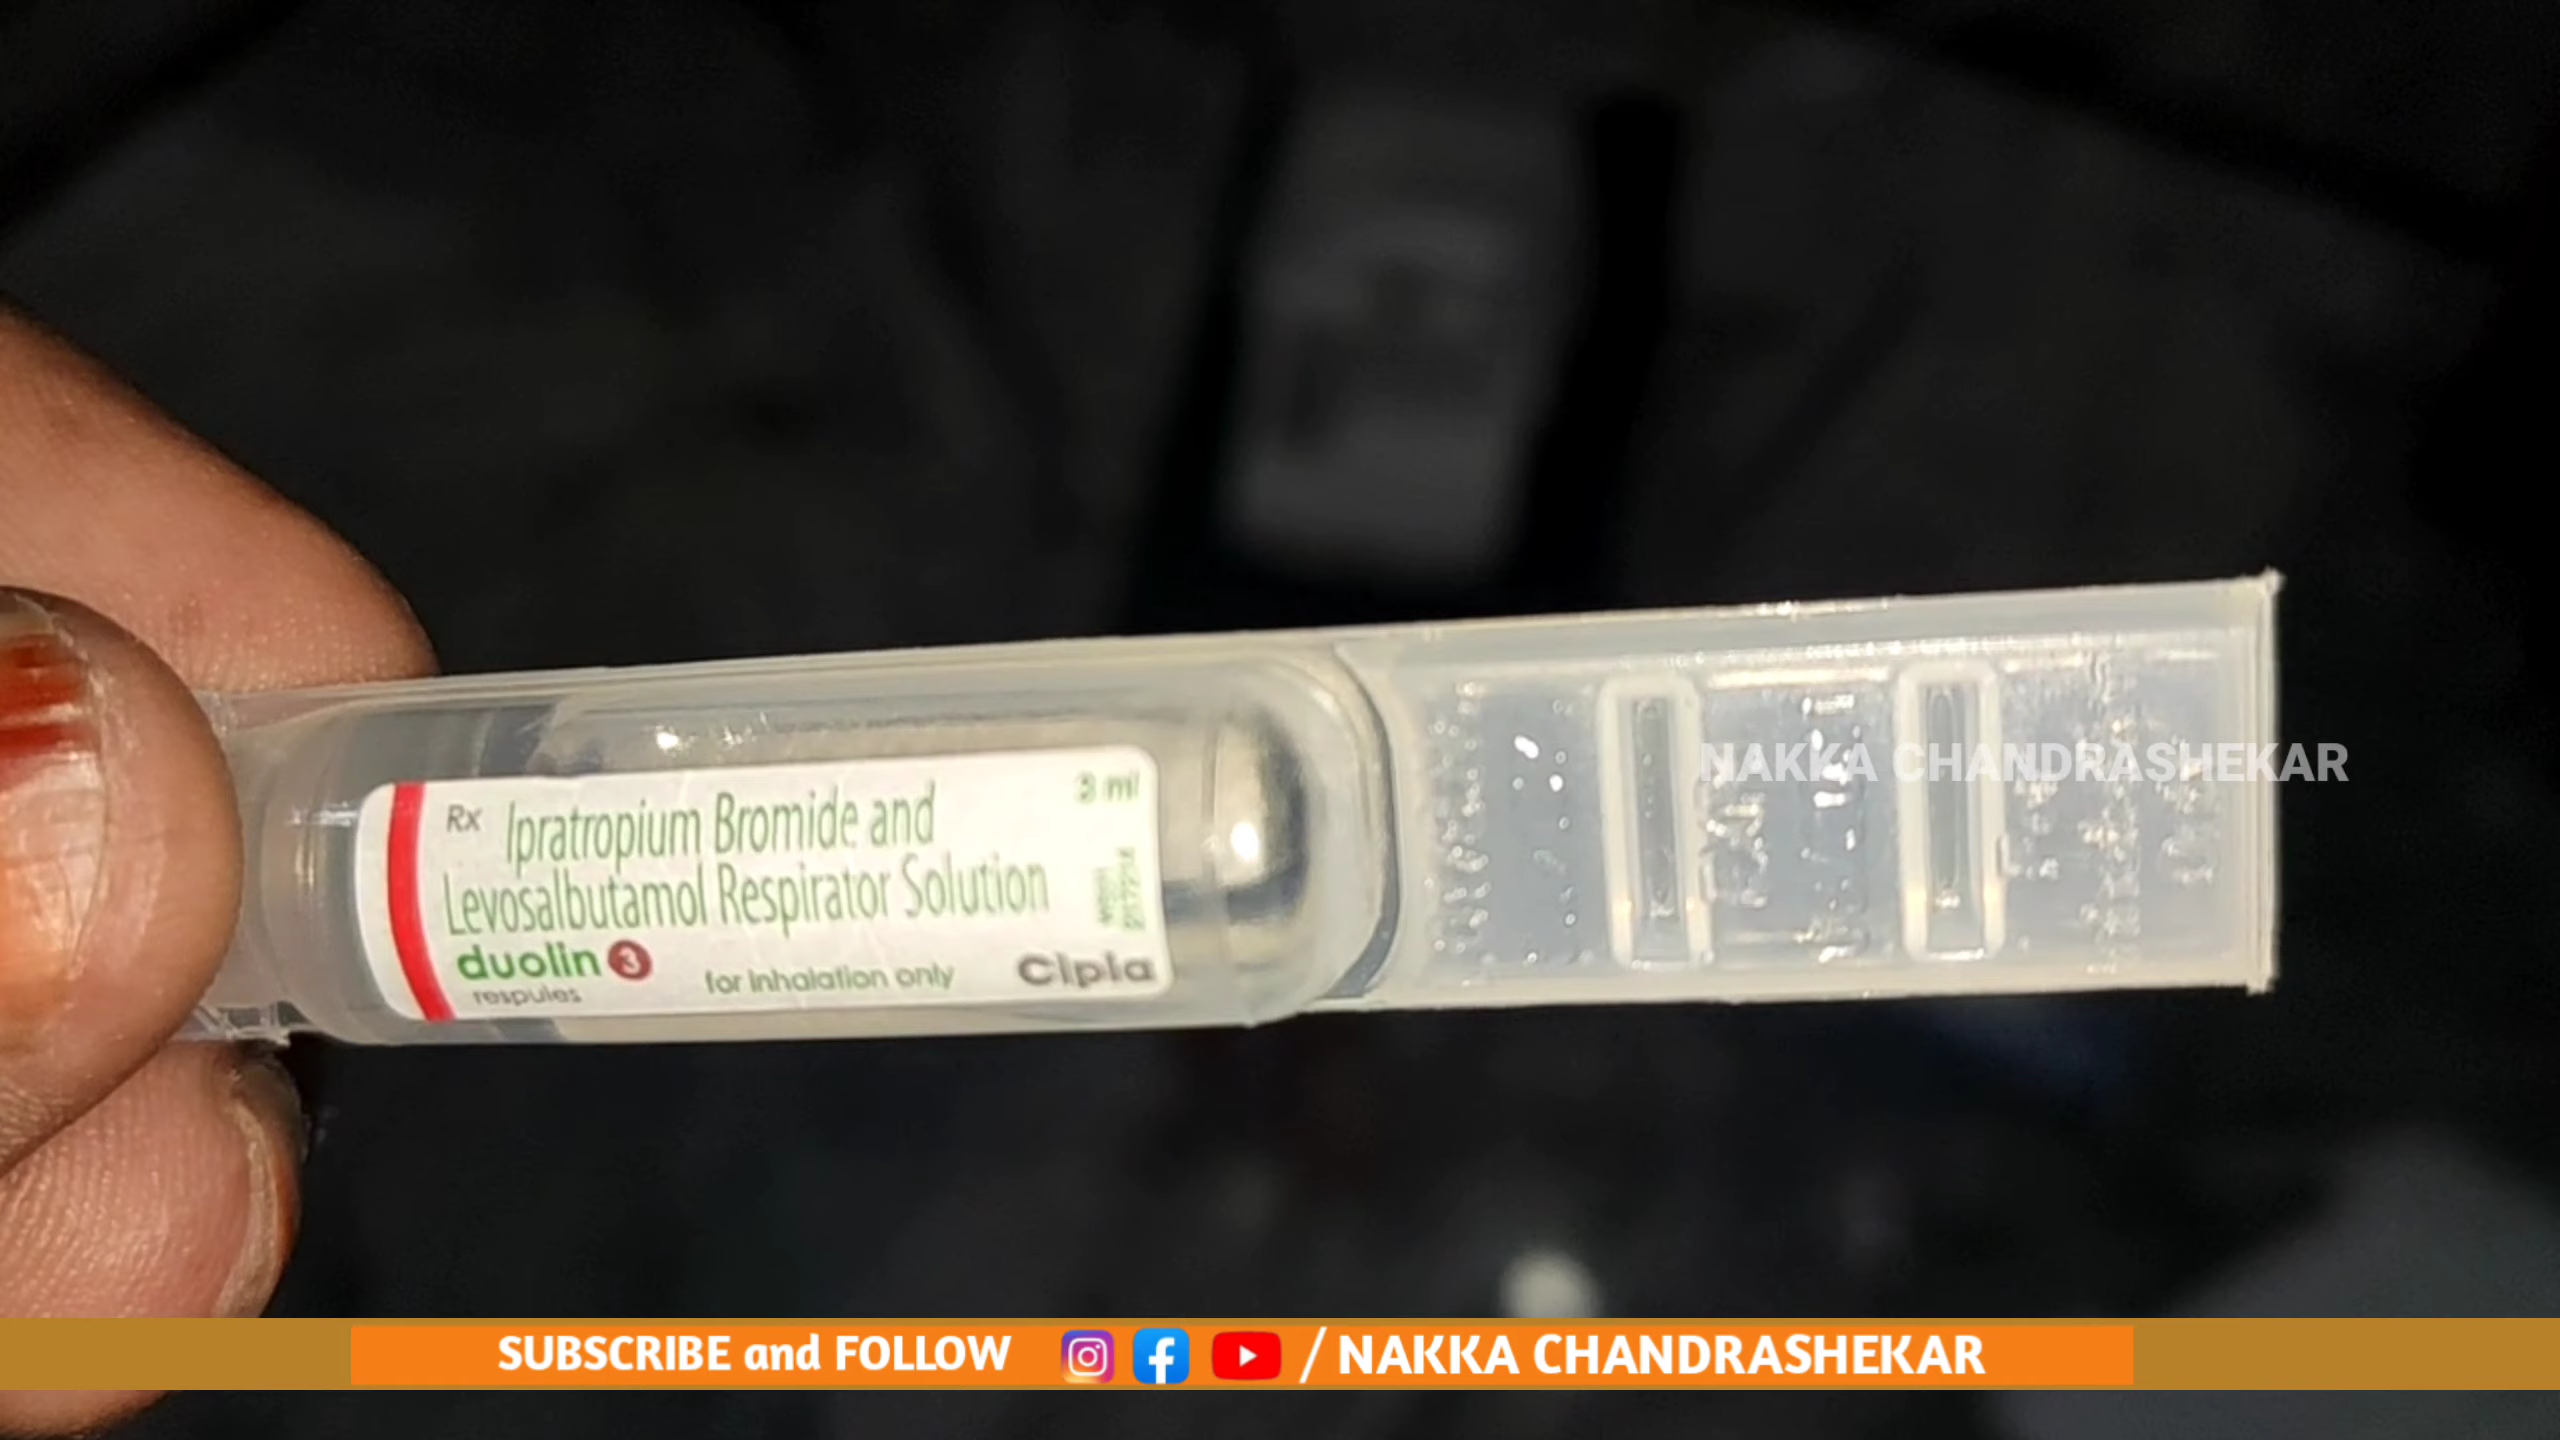 Rx Ipratropium Bromide and 3 ml
Levosalbutamol Respirator Solution
duolin 3
respules for inhalation only Cipla
NAKKA CHANDRASHEKAR
SUBSCRIBE and FOLLOW / NAKKA CHANDRASHEKAR